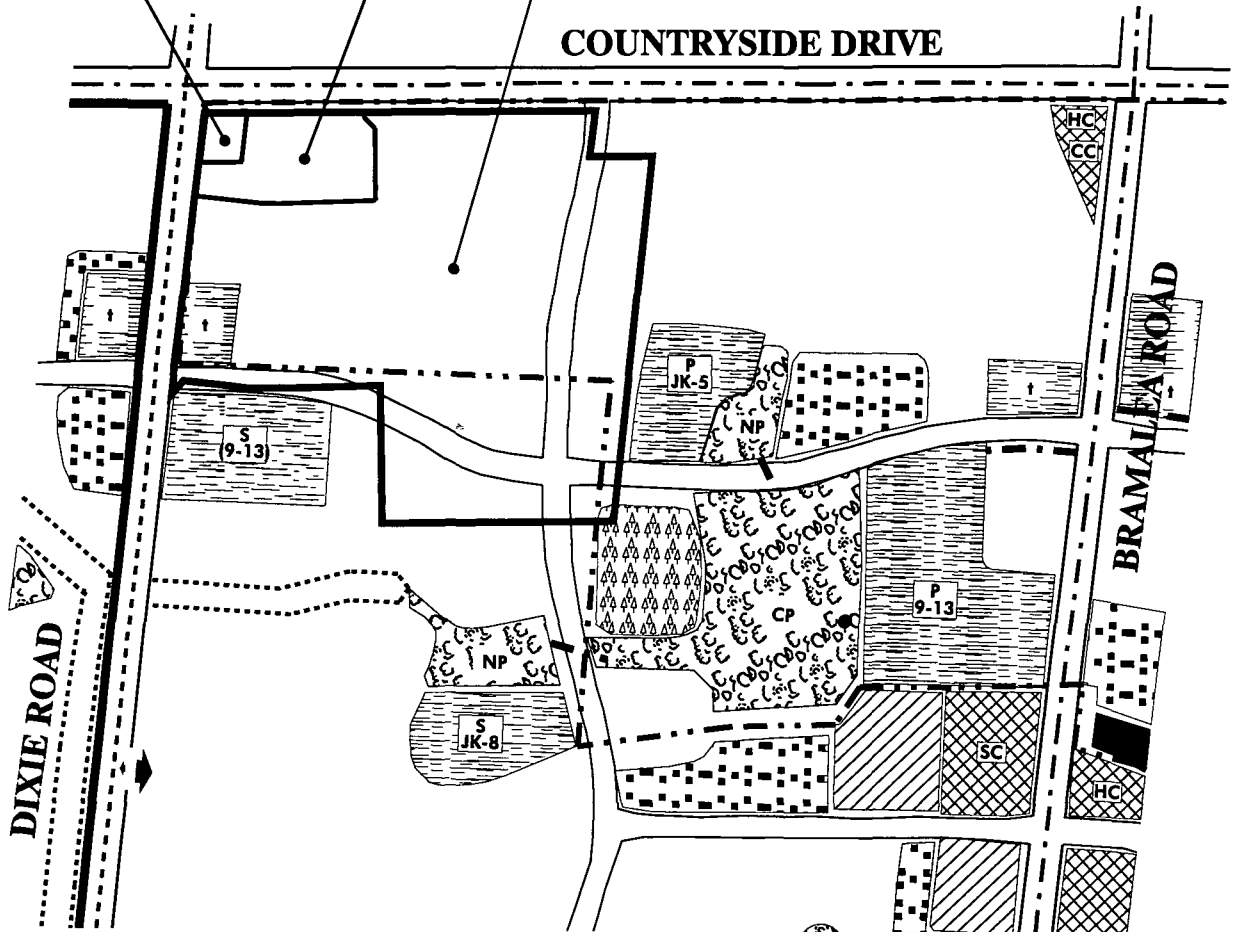 COUNTRYSIDE DRIVE
HC
CC
BRAMALEA ROAD
P
JK-5
NP
S
(9-13)
P
9-13
CP
NP
S
JK-8
SC
HC
DIXIE ROAD